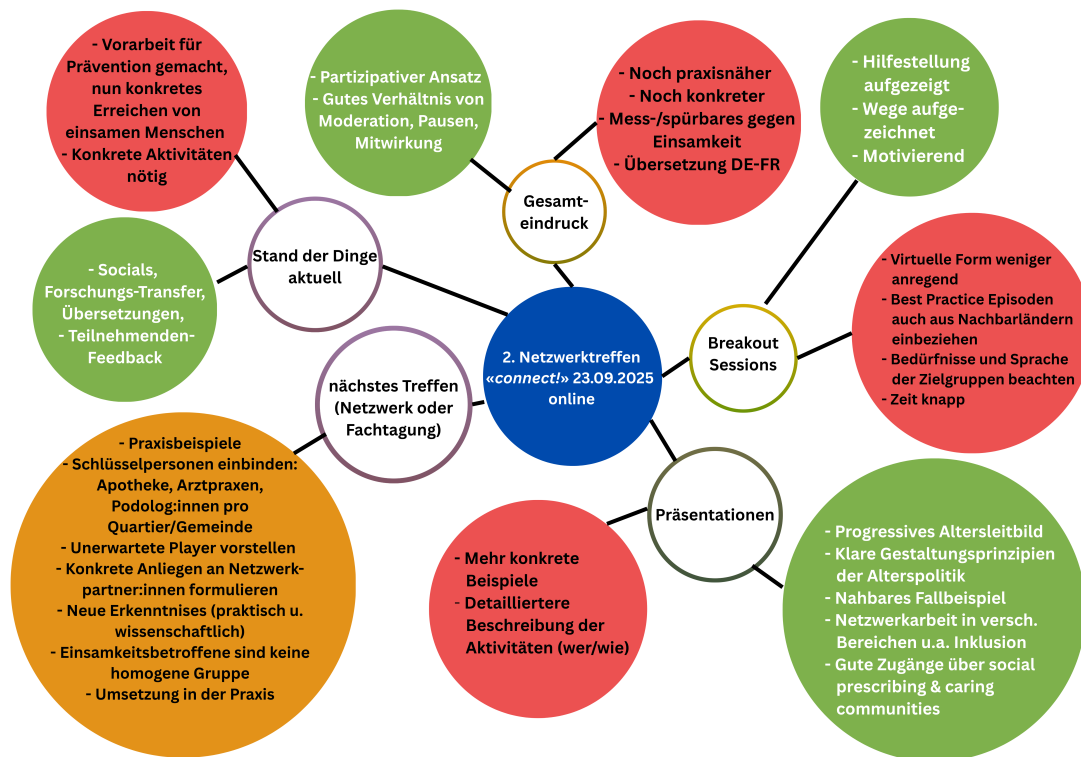 - Vorarbeit für
Prävention gemacht,
nun konkretes
Erreichen von
einsamen Menschen
- Konkrete Aktivitäten
nötig
- Partizipativer Ansatz
- Gutes Verhältnis von
Moderation, Pausen,
Mitwirkung
- Noch praxisnäher
- Noch konkreter
- Mess-/spürbares gegen
Einsamkeit
- Übersetzung DE-FR
- Hilfestellung
aufgezeigt
- Wege aufge-
zeichnet
- Motivierend
Gesamt-
eindruck
Stand der Dinge
aktuell
- Socials,
Forschungs-Transfer,
Übersetzungen,
- Teilnehmenden-
Feedback
- Virtuelle Form weniger
anregend
- Best Practice Episoden
auch aus Nachbarländern
einbeziehen
- Bedürfnisse und Sprache
der Zielgruppen beachten
- Zeit knapp
Breakout
Sessions
2. Netzwerktreffen
«connect!» 23.09.2025
online
nächstes Treffen
(Netzwerk oder
Fachtagung)
- Praxisbeispiele
- Schlüsselpersonen einbinden:
Apotheke, Arztpraxen,
Podolog:innen pro
Quartier/Gemeinde
- Unerwartete Player vorstellen
- Konkrete Anliegen an Netzwerk-
partner:innen formulieren
- Neue Erkenntnises (praktisch u.
wissenschaftlich)
- Einsamkeitsbetroffene sind keine
homogene Gruppe
- Umsetzung in der Praxis
Präsentationen
- Mehr konkrete
Beispiele
- Detailliertere
Beschreibung der
Aktivitäten (wer/wie)
- Progressives Altersleitbild
- Klare Gestaltungsprinzipien
der Alterspolitik
- Nahbares Fallbeispiel
- Netzwerkarbeit in versch.
Bereichen u.a. Inklusion
- Gute Zugänge über social
prescribing & caring
communities